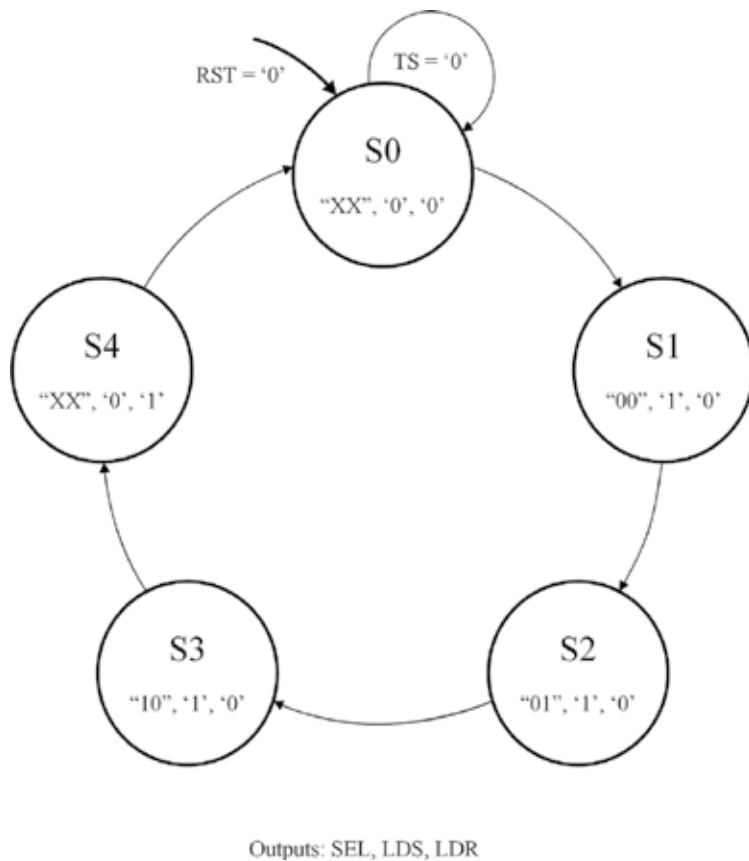 RST = ‘0’
TS = ‘0’
S0
“XX”, ‘0’, ‘0’
S4
“XX”, ‘0’, ‘1’
S1
“00”, ‘1’, ‘0’
S3
“10”, ‘1’, ‘0’
S2
“01”, ‘1’, ‘0’
Outputs: SEL, LDS, LDR